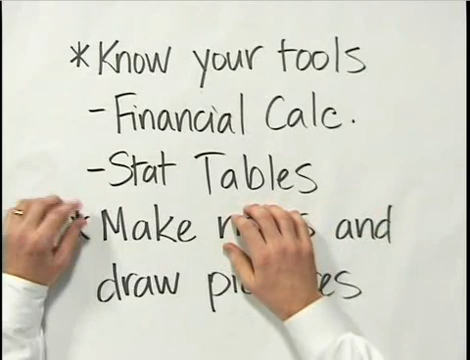 *Know your tools
-Financial Calc.
-Stat Tables
* Make and
draw